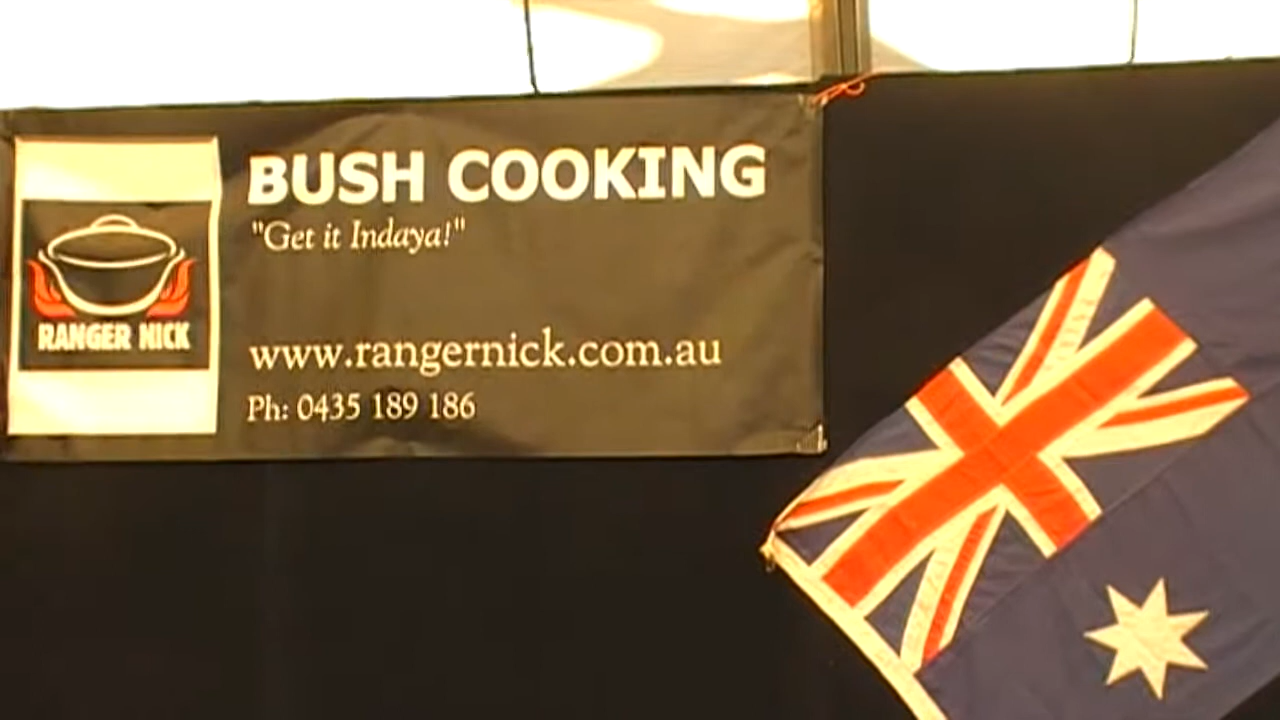 BUSH COOKING
"Get it Indaya!"
RANGER NICK
www.rangernick.com.au
Ph: 0435 189 186